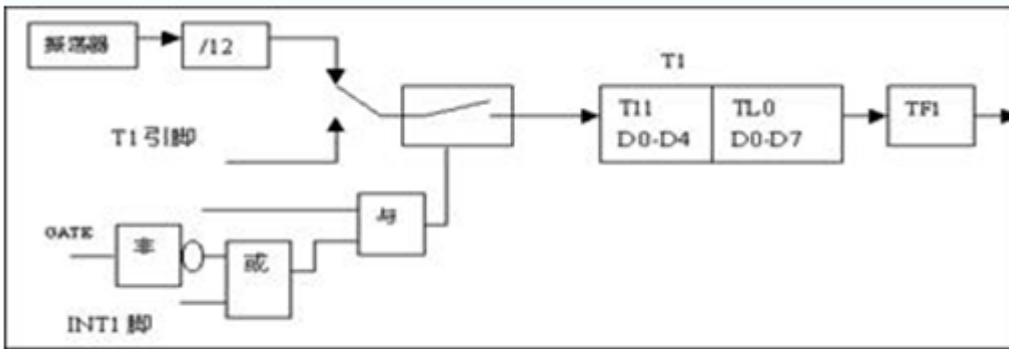 振荡器
/12
T1
T11
D0-D4
TL0
D0-D7
TF1
T1引脚
与
GATE
非
或
INT1 脚